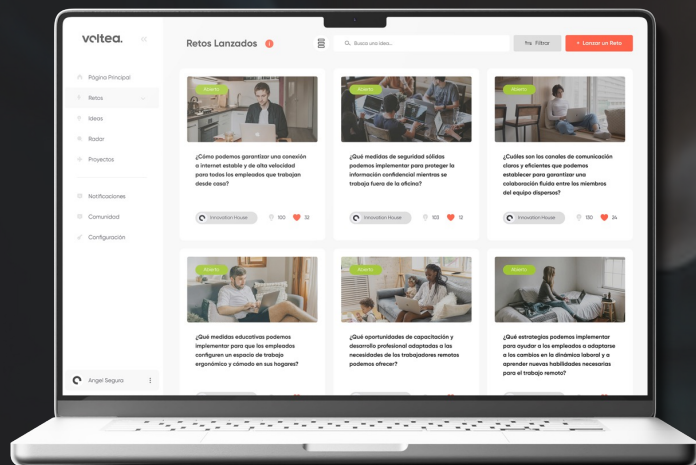 voltea.
Retos Lanzados
Busca una idea...
Filtrar
+ Lanzar un Reto
Página Principal
Retos
Ideas
Radar
Proyectos
Notificaciones
Comunidad
Configuración
Angel Segura
Abierto
¿Cómo podemos garantizar una conexión
a internet estable y de alta velocidad
para todos los empleados que trabajan
desde casa?
Innovation House
100
32
Abierto
¿Qué medidas de seguridad sólidas
podemos implementar para proteger la
información confidencial mientras se
trabaja fuera de la oficina?
Innovation House
103
12
Abierto
¿Cuáles son los canales de comunicación
claros y eficientes que podemos
establecer para garantizar una
colaboración fluida entre los miembros
del equipo dispersos?
Innovation House
130
24
Abierto
¿Qué medidas educativas podemos
implementar para que los empleados
configuren un espacio de trabajo
ergonómico y cómodo en sus hogares?
Abierto
¿Qué oportunidades de capacitación y
desarrollo profesional adaptadas a las
necesidades de los trabajadores remotos
podemos ofrecer?
Abierto
¿Qué estrategias podemos implementar
para ayudar a los empleados a adaptarse
a los cambios en la dinámica laboral y a
aprender nuevas habilidades necesarias
para el trabajo remoto?